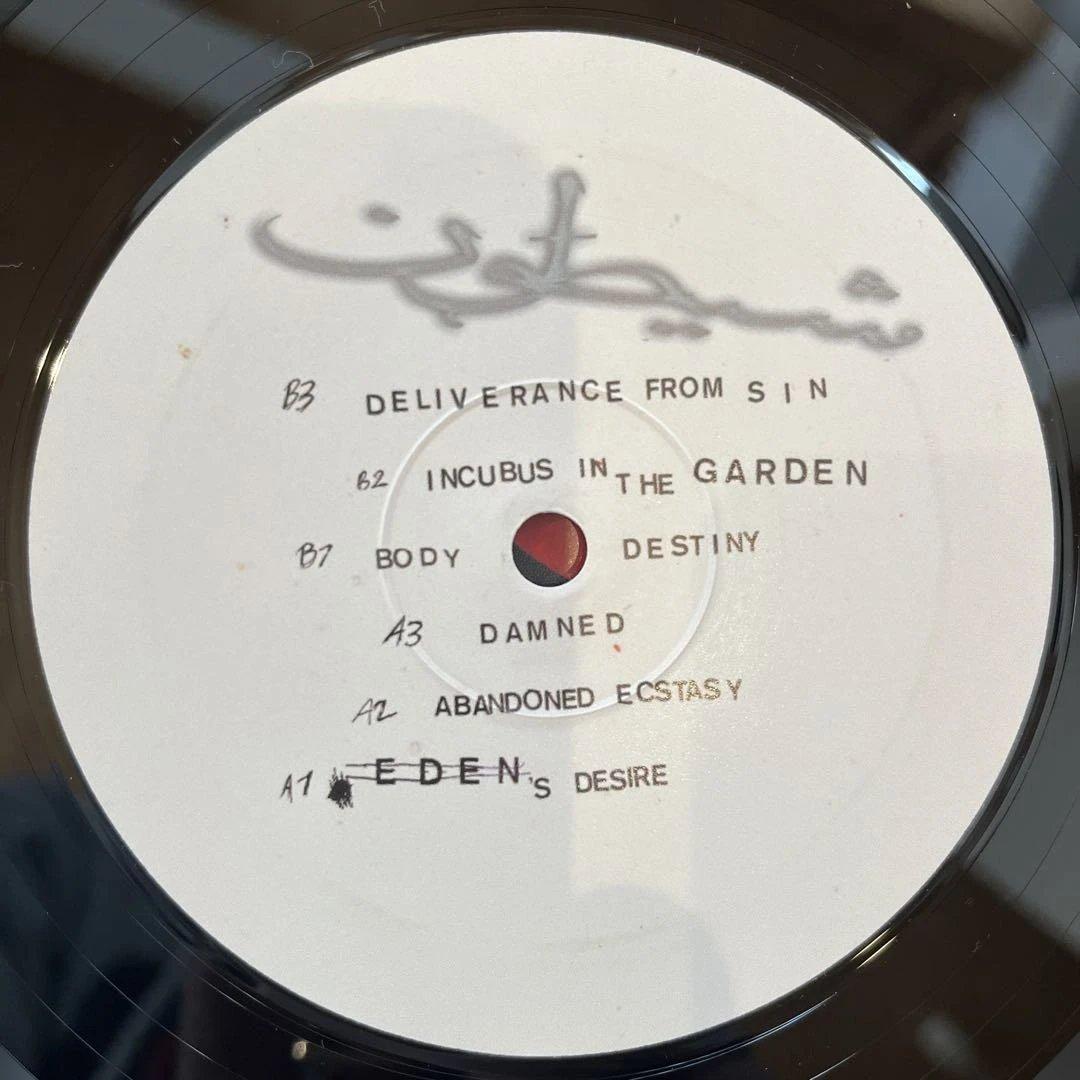 شیطون
B3 DELIVERANCE FROM SIN
B2 INCUBUS IN THE GARDEN
B1 BODY DESTINY
A3 DAMNED
A2 ABANDONED ECSTASY
A1 EDEN'S DESIRE